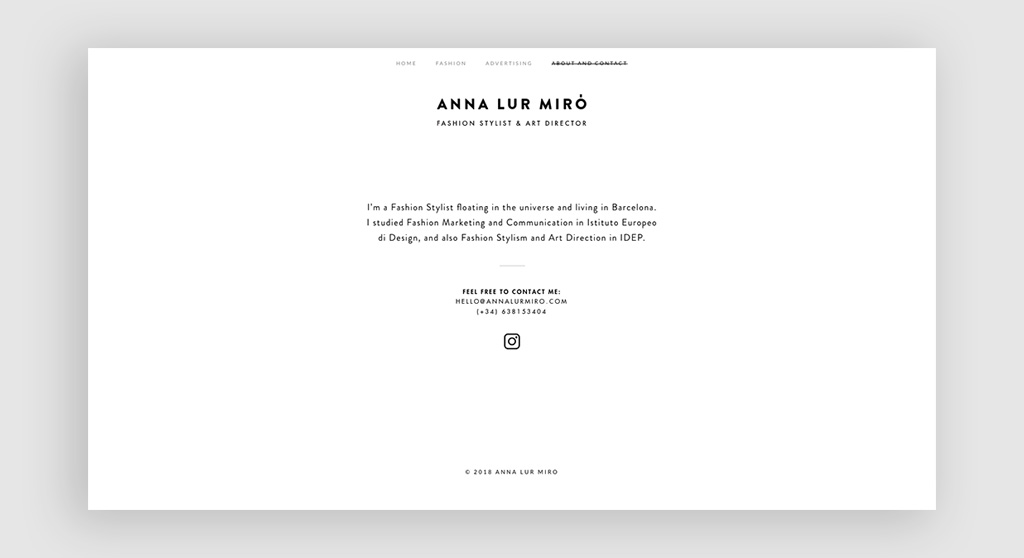 HOME FASHION ADVERTISING ABOUT AND CONTACT
ANNA LUR MIRÒ
FASHION STYLIST & ART DIRECTOR
I'm a Fashion Stylist floating in the universe and living in Barcelona.
I studied Fashion Marketing and Communication in Istituto Europeo
di Design, and also Fashion Stylism and Art Direction in IDEP.
FEEL FREE TO CONTACT ME:
HELLO@ANNALURMIRO.COM
(+34) 638153404
© 2018 ANNA LUR MIRO